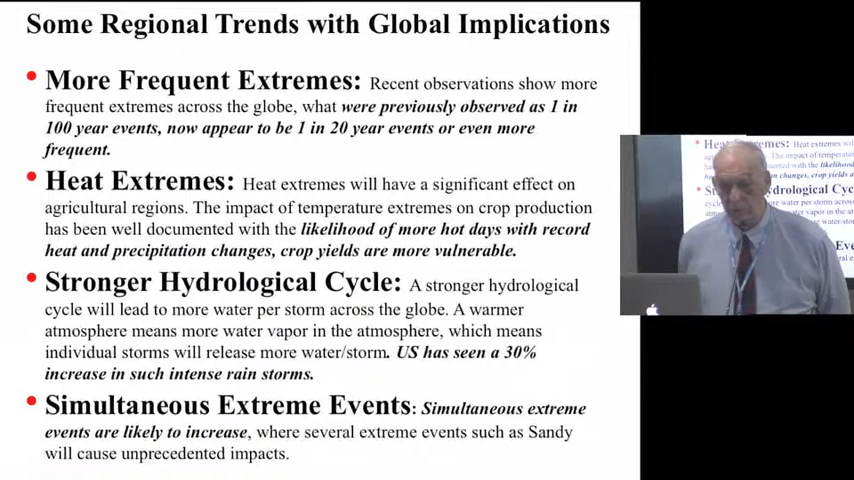 Some Regional Trends with Global Implications
• More Frequent Extremes: Recent observations show more
frequent extremes across the globe, what were previously observed as 1 in
100 year events, now appear to be 1 in 20 year events or even more
frequent.
• Heat Extremes: Heat extremes will have a significant effect on
agricultural regions. The impact of temperature extremes on crop production
has been well documented with the likelihood of more hot days with record
heat and precipitation changes, crop yields are more vulnerable.
• Stronger Hydrological Cycle: A stronger hydrological
cycle will lead to more water per storm across the globe. A warmer
atmosphere means more water vapor in the atmosphere, which means
individual storms will release more water/storm. US has seen a 30%
increase in such intense rain storms.
• Simultaneous Extreme Events: Simultaneous extreme
events are likely to increase, where several extreme events such as Sandy
will cause unprecedented impacts.